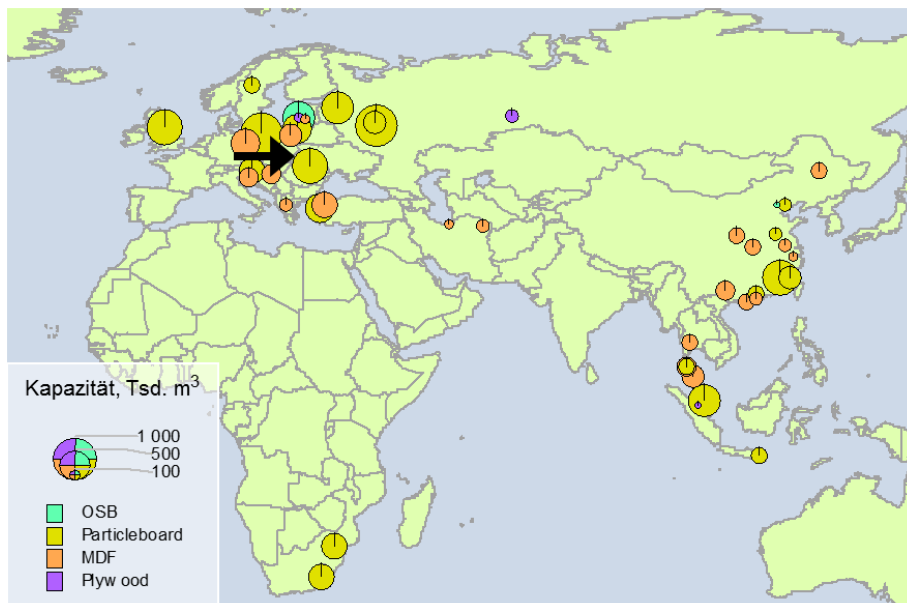 Kapazität, Tsd. m³
1 000
500
100
OSB
Particleboard
MDF
Plyw ood